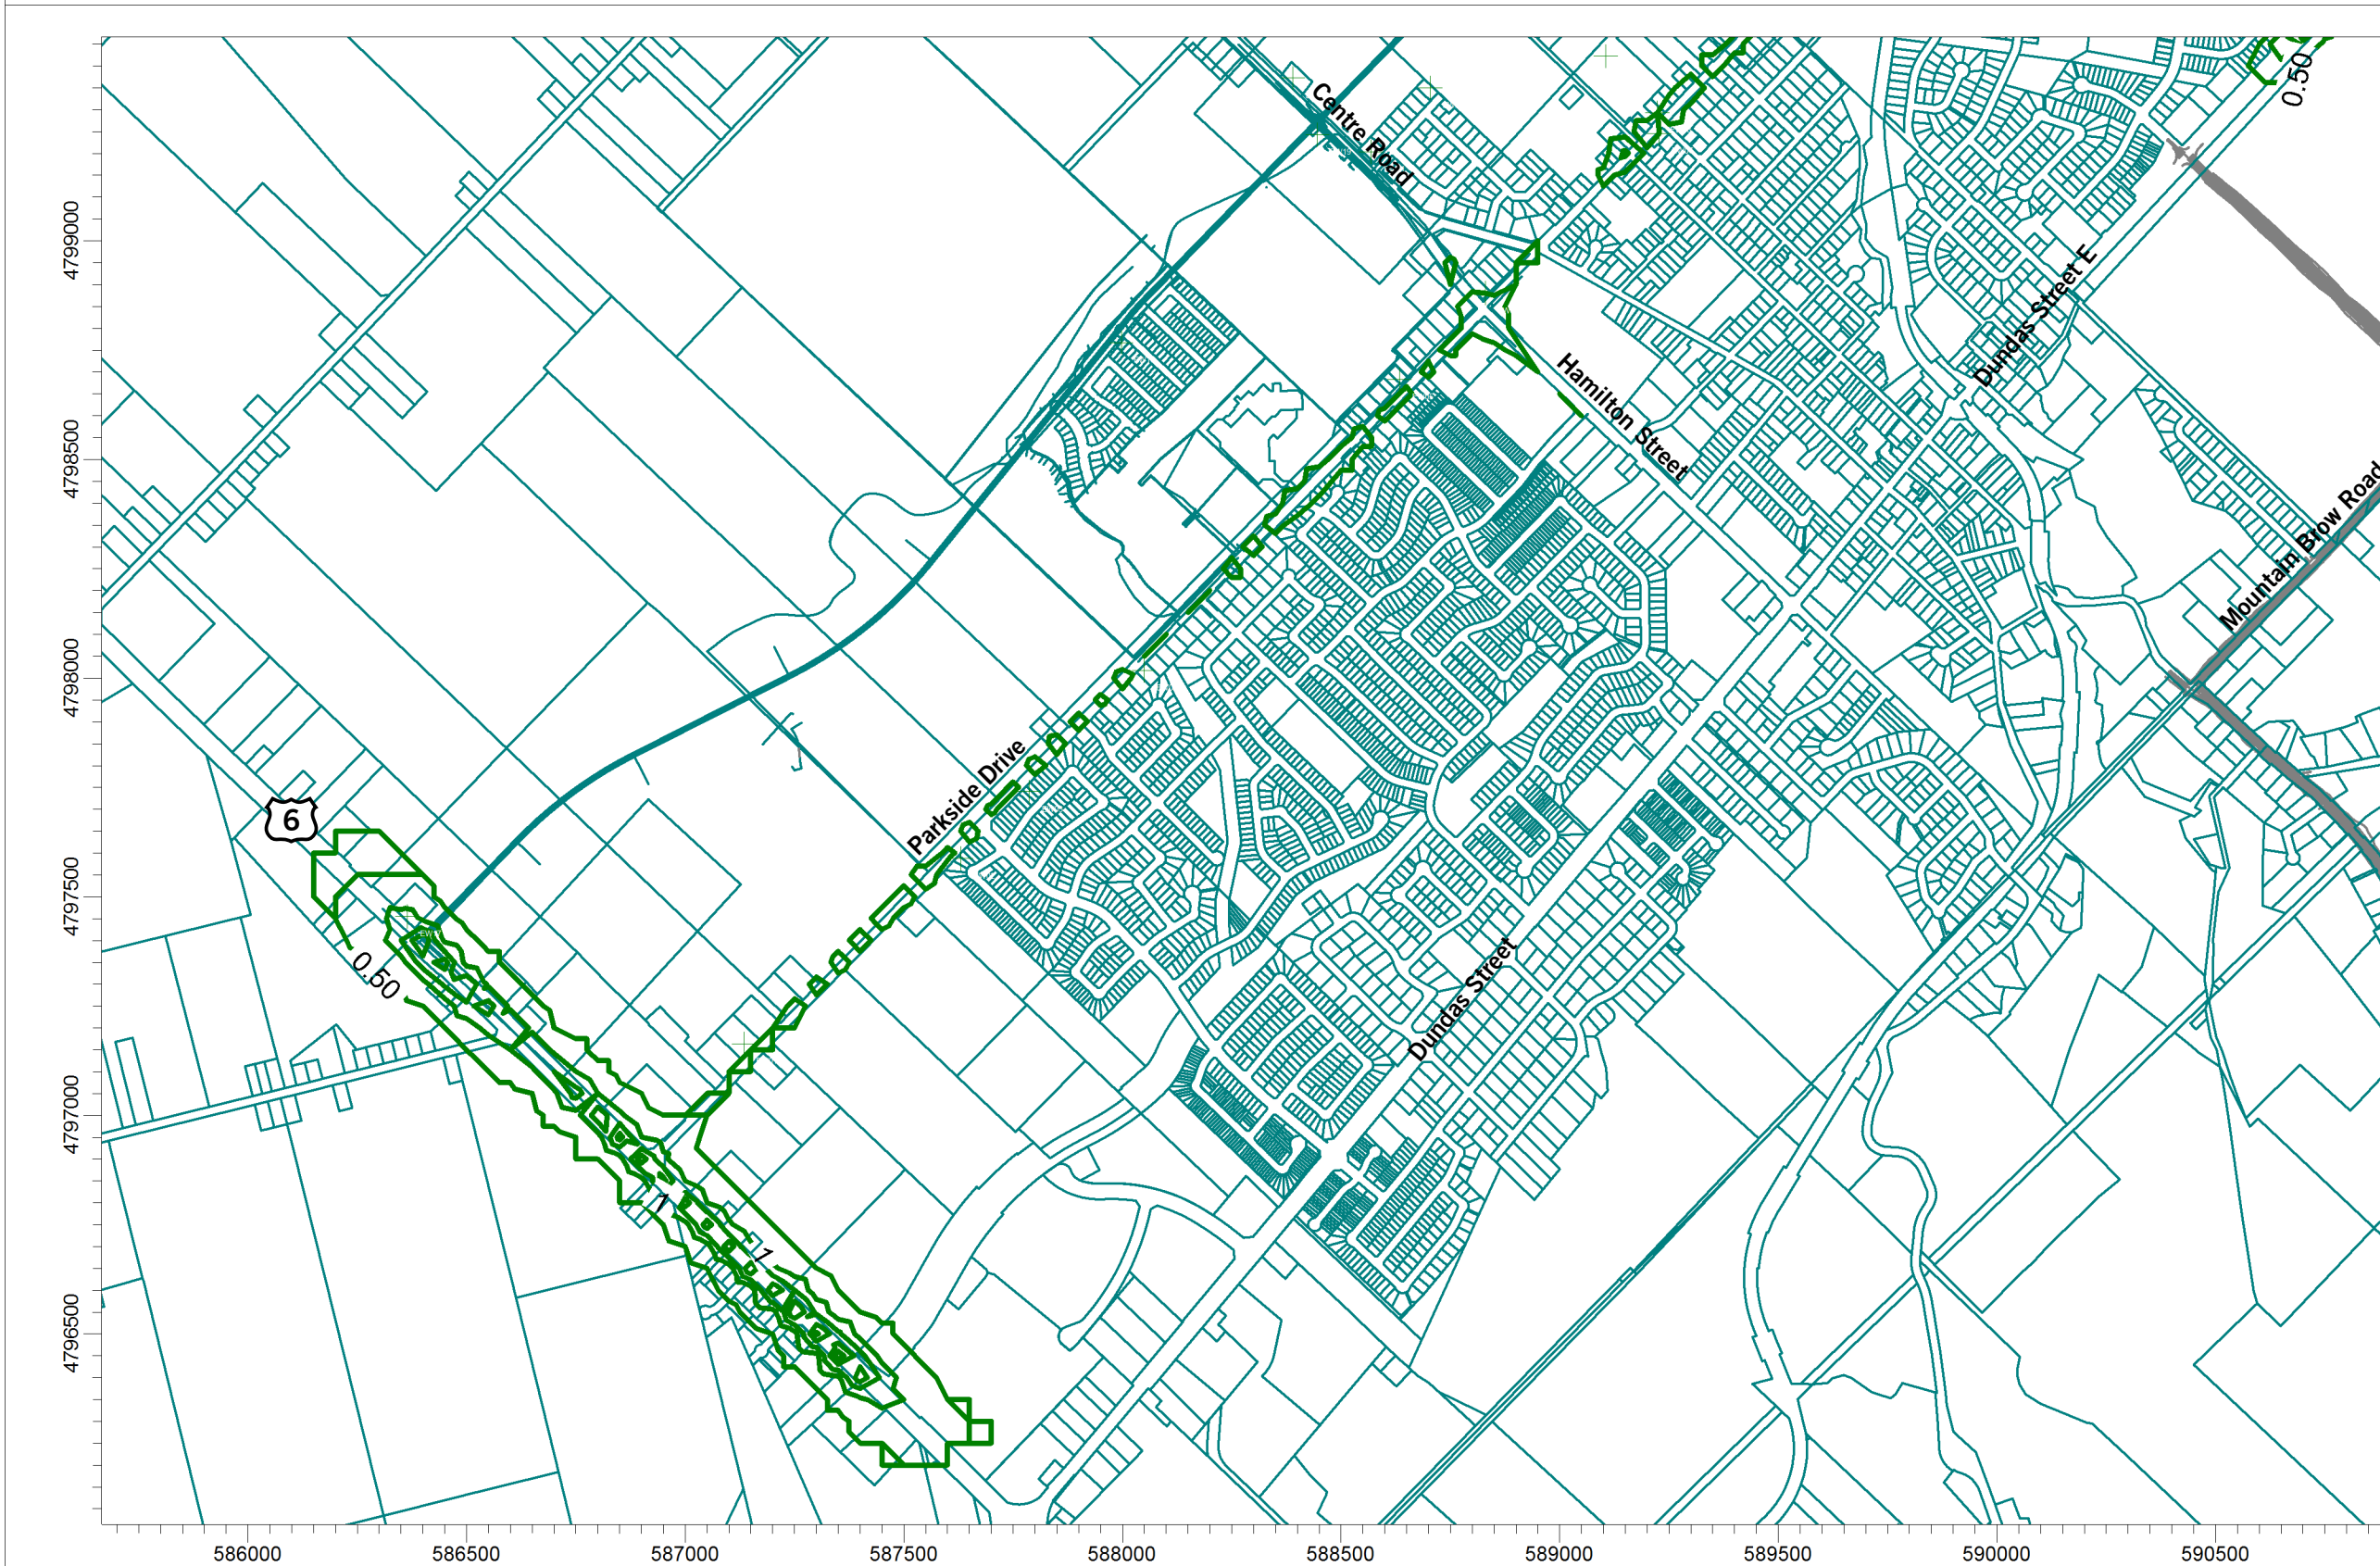 0.50
Centre Road
4799000
Dundas Street E
Hamilton Street
4798500
Mountain Brow Road
4798000
Parkside Drive
6
4797500
0.50
Dundas Street
4797000
1
1
4796500
586000 586500 587000 587500 588000 588500 589000 589500 590000 590500